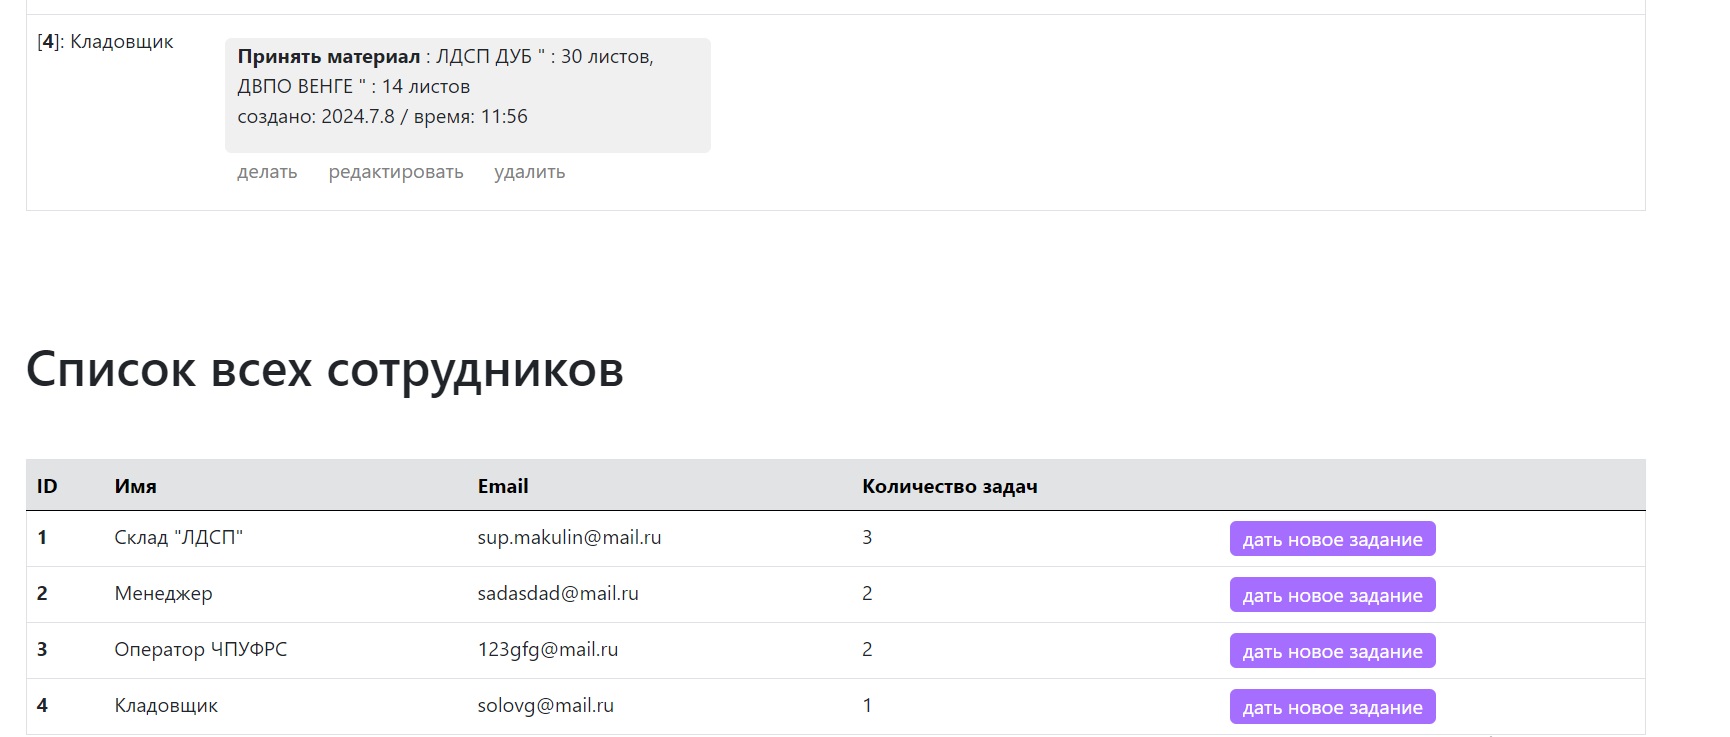 [4]: Кладовщик
Принять материал : ЛДСП ДУБ " : 30 листов,
ДВПО ВЕНГЕ " : 14 листов
создано: 2024.7.8 / время: 11:56
делать редактировать удалить
Список всех сотрудников
ID Имя Email Количество задач
1 Склад "ЛДСП" sup.makulin@mail.ru 3 дать новое задание
2 Менеджер sadasdad@mail.ru 2 дать новое задание
3 Оператор ЧПУФРС 123gfg@mail.ru 2 дать новое задание
4 Кладовщик solovg@mail.ru 1 дать новое задание